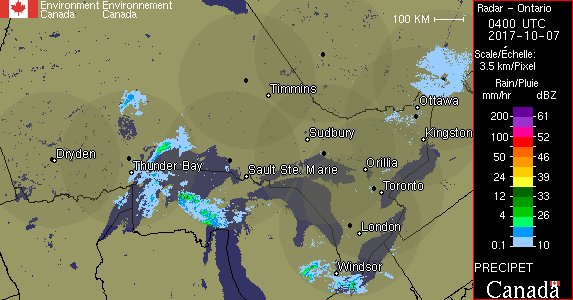 Environment Environnement
Canada Canada
100 KM
Radar - Ontario
0400 UTC
2017-10-07
Scale/Échelle:
3.5 km/Pixel
Rain/Pluie
mm/hr dBZ
200 61
100 52
50 46
24 39
12 33
4 26
2 18
0.1 10
PRECIPET
Canada
Timmins
Ottawa
Sudbury
Kingston
Dryden
Thunder Bay
Sault Ste. Marie
Orillia
Toronto
London
Windsor